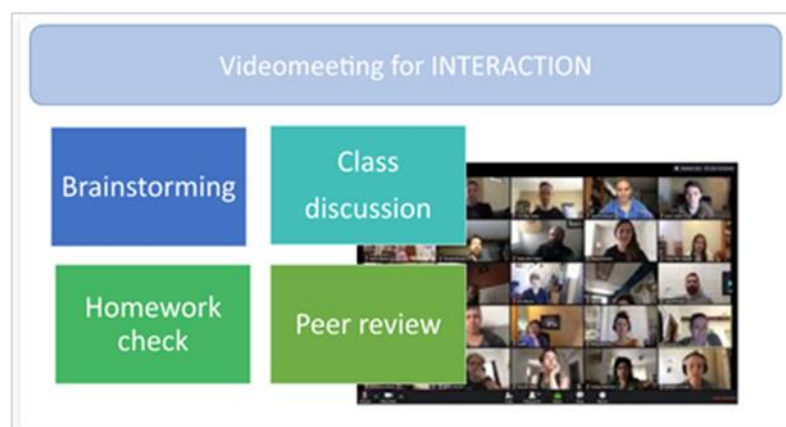 Videomeeting for INTERACTION
Brainstorming
Class
discussion
Homework
check
Peer review